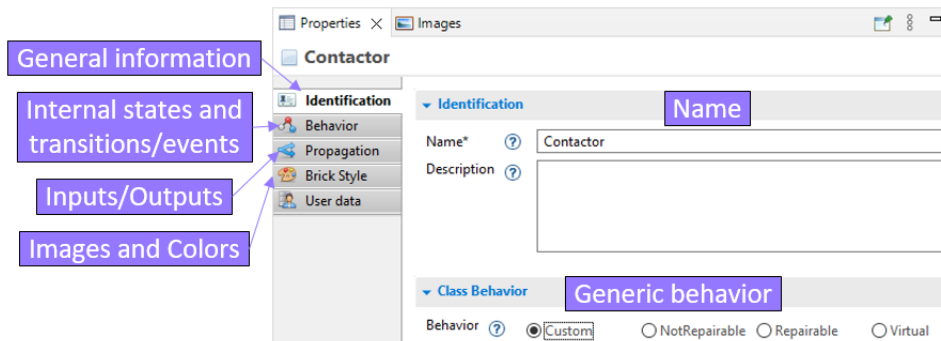 Properties
Images
Contactor
General information
Internal states and
transitions/events
Inputs/Outputs
Images and Colors
Identification
Behavior
Propagation
Brick Style
User data
Identification
Name
Name* Contactor
Description
Class Behavior
Generic behavior
Behavior Custom NotRepairable Repairable Virtual